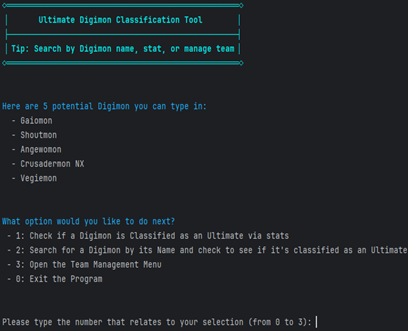 Ultimate Digimon Classification Tool
Tip: Search by Digimon name, stat, or manage team
Here are 5 potential Digimon you can type in:
- Gaiomon
- Shoutmon
- Angewomon
- Crusadermon NX
- Vegiemon
What option would you like to do next?
- 1: Check if a Digimon is Classified as an Ultimate via stats
- 2: Search for a Digimon by its Name and check to see if it's classified as an Ultimate
- 3: Open the Team Management Menu
- 0: Exit the Program
Please type the number that relates to your selection (from 0 to 3):